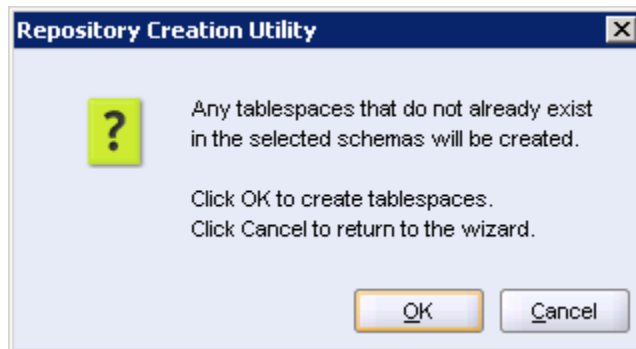 Repository Creation Utility
?
Any tablespaces that do not already exist
in the selected schemas will be created.
Click OK to create tablespaces.
Click Cancel to return to the wizard.
OK
Cancel